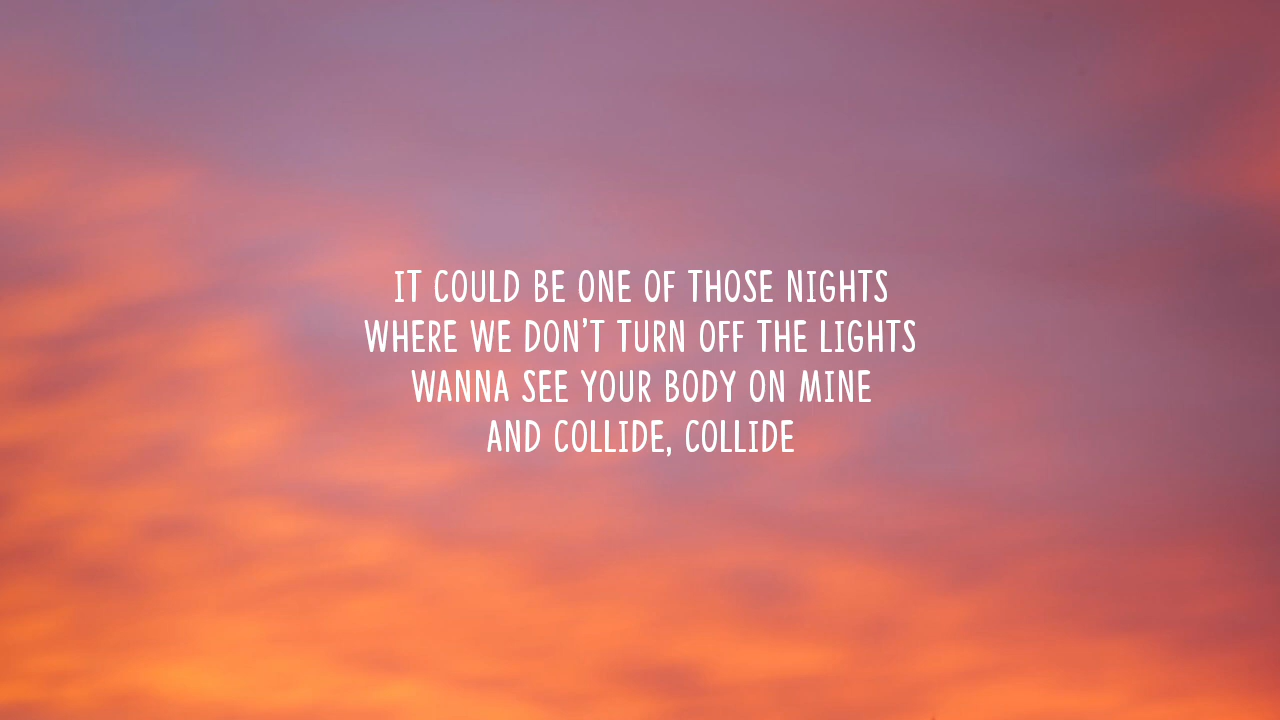 IT COULD BE ONE OF THOSE NIGHTS
WHERE WE DON'T TURN OFF THE LIGHTS
WANNA SEE YOUR BODY ON MINE
AND COLLIDE, COLLIDE